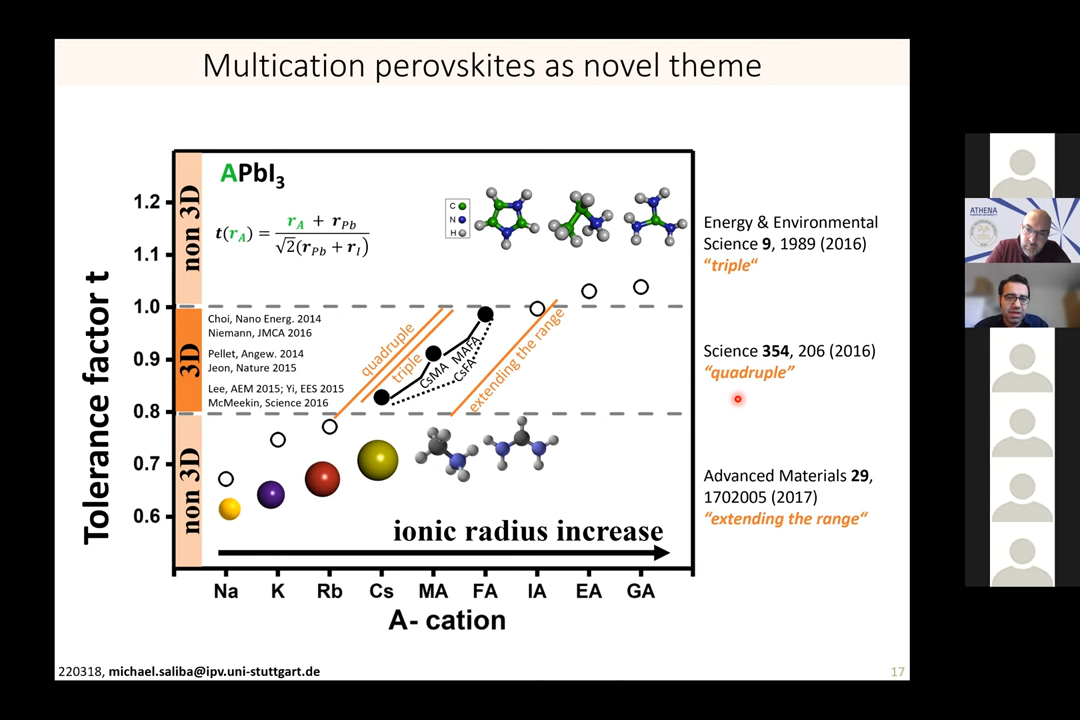 Multication perovskites as novel theme
APbI3
t(rA) = rA + rPb / √2(rPb + rI)
C
N
H
Tolerance factor t
1.2
1.1
1.0
0.9
0.8
0.7
0.6
non 3D
3D
non 3D
Choi, Nano Energ. 2014
Niemann, JMCA 2016
Pellet, Angew. 2014
Jeon, Nature 2015
Lee, AEM 2015; Yi, EES 2015
McMeekin, Science 2016
quadruple
triple
CsMA
MAFA
CsFA
extending the range
ionic radius increase
Na K Rb Cs MA FA IA EA GA
A- cation
Energy & Environmental
Science 9, 1989 (2016)
“triple“
Science 354, 206 (2016)
“quadruple”
Advanced Materials 29,
1702005 (2017)
“extending the range“
220318, michael.saliba@ipv.uni-stuttgart.de
17
ATHENA